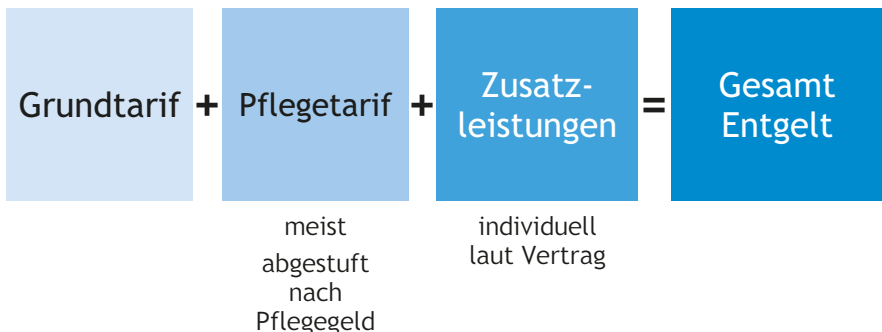 Grundtarif + Pflegetarif + Zusatz-
leistungen = Gesamt
Entgelt
meist
abgestuft
nach
Pflegegeld
individuell
laut Vertrag